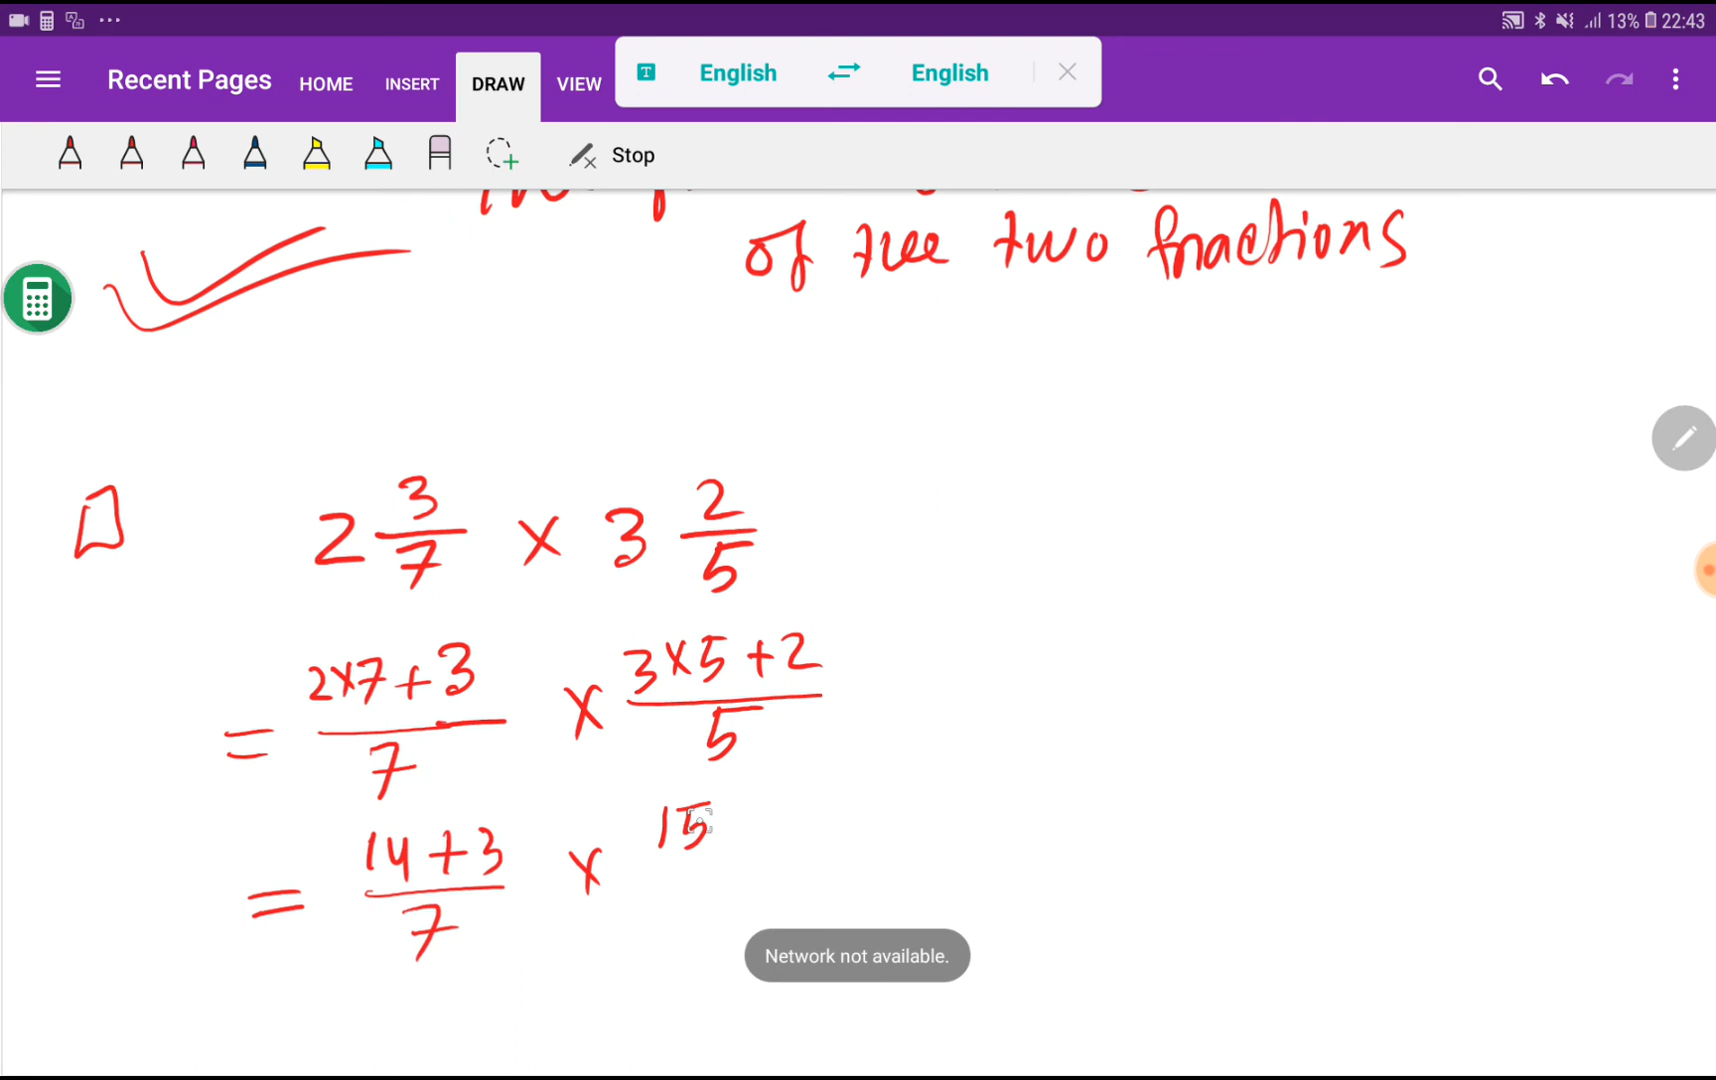 13% 22:43
Recent Pages HOME INSERT DRAW VIEW English English
Stop
of the two fractions
2 3/7 × 3 2/5
= 2×7+3/7 × 3×5+2/5
= 14+3/7 × 15
Network not available.